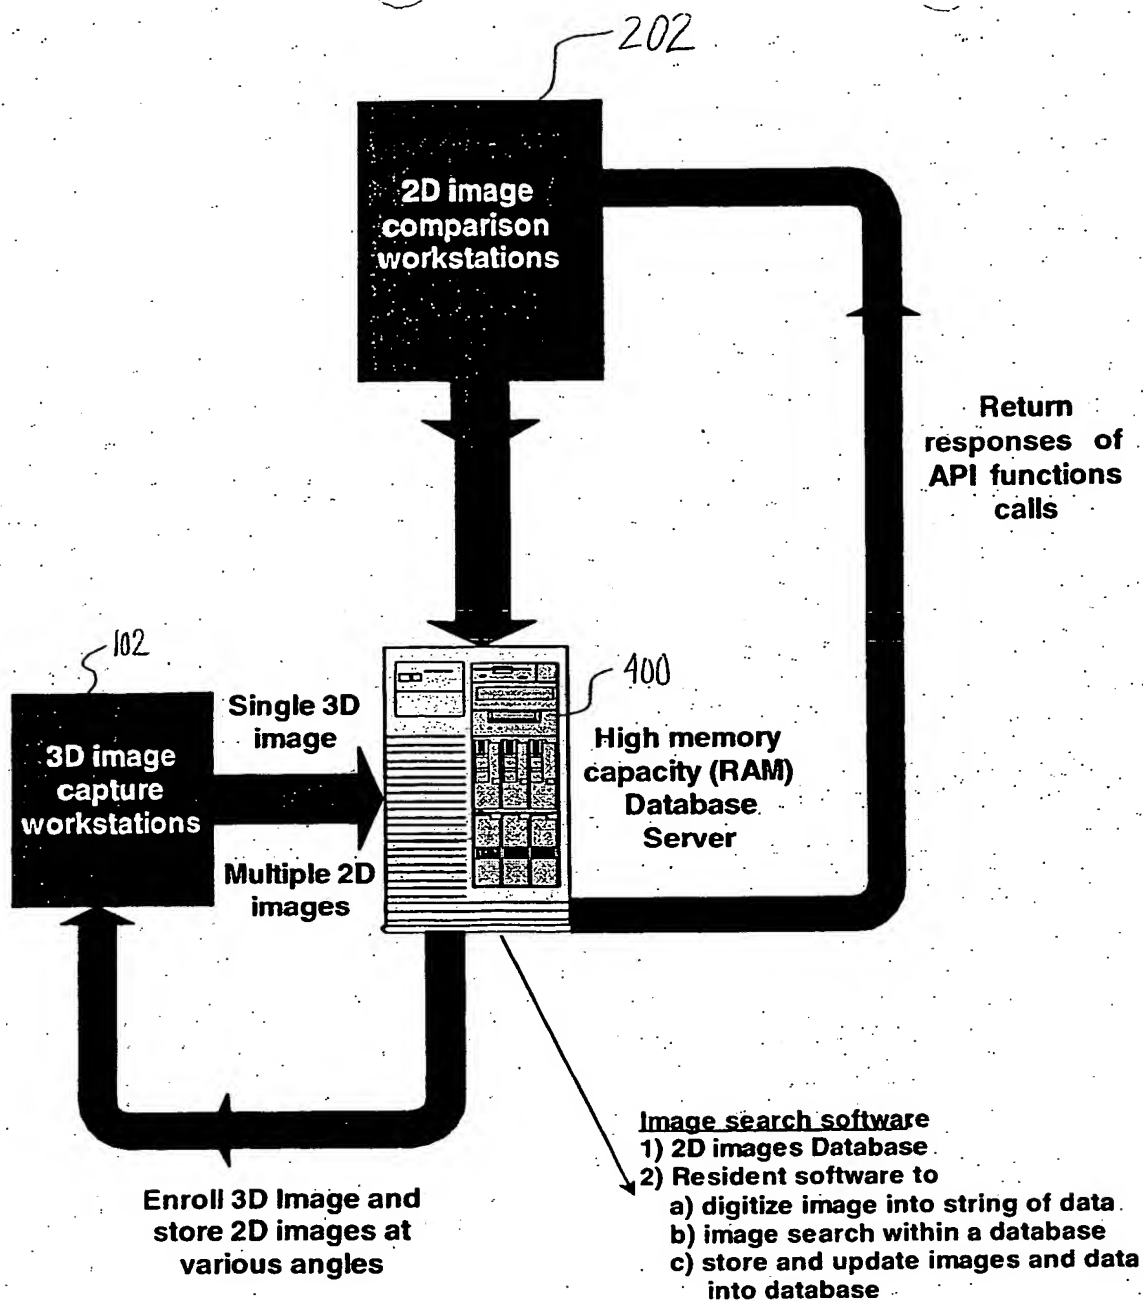 202
2D image
comparison
workstations
Return
responses of
API functions
calls
102
400
Single 3D
image
3D image
capture
workstations
High memory
capacity (RAM)
Database
Server
Multiple 2D
images
Image search software
1) 2D images Database
2) Resident software to
a) digitize image into string of data
b) image search within a database
c) store and update images and data
into database
Enroll 3D Image and
store 2D images at
various angles